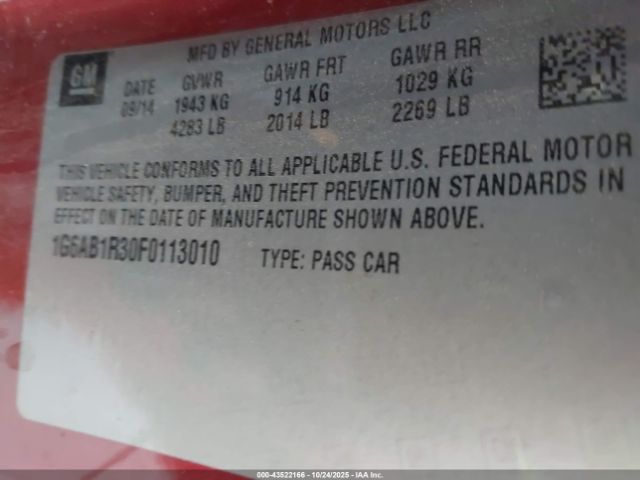 GM
MFD BY GENERAL MOTORS LLC
DATE GVWR GAWR FRT GAWR RR
09/14 1943 KG 914 KG 1029 KG
4283 LB 2014 LB 2269 LB
THIS VEHICLE CONFORMS TO ALL APPLICABLE U.S. FEDERAL MOTOR
VEHICLE SAFETY, BUMPER, AND THEFT PREVENTION STANDARDS IN
EFFECT ON THE DATE OF MANUFACTURE SHOWN ABOVE.
1G6AB1R30F0113010 TYPE: PASS CAR
000-43522166 - 10/24/2025 - IAA Inc.